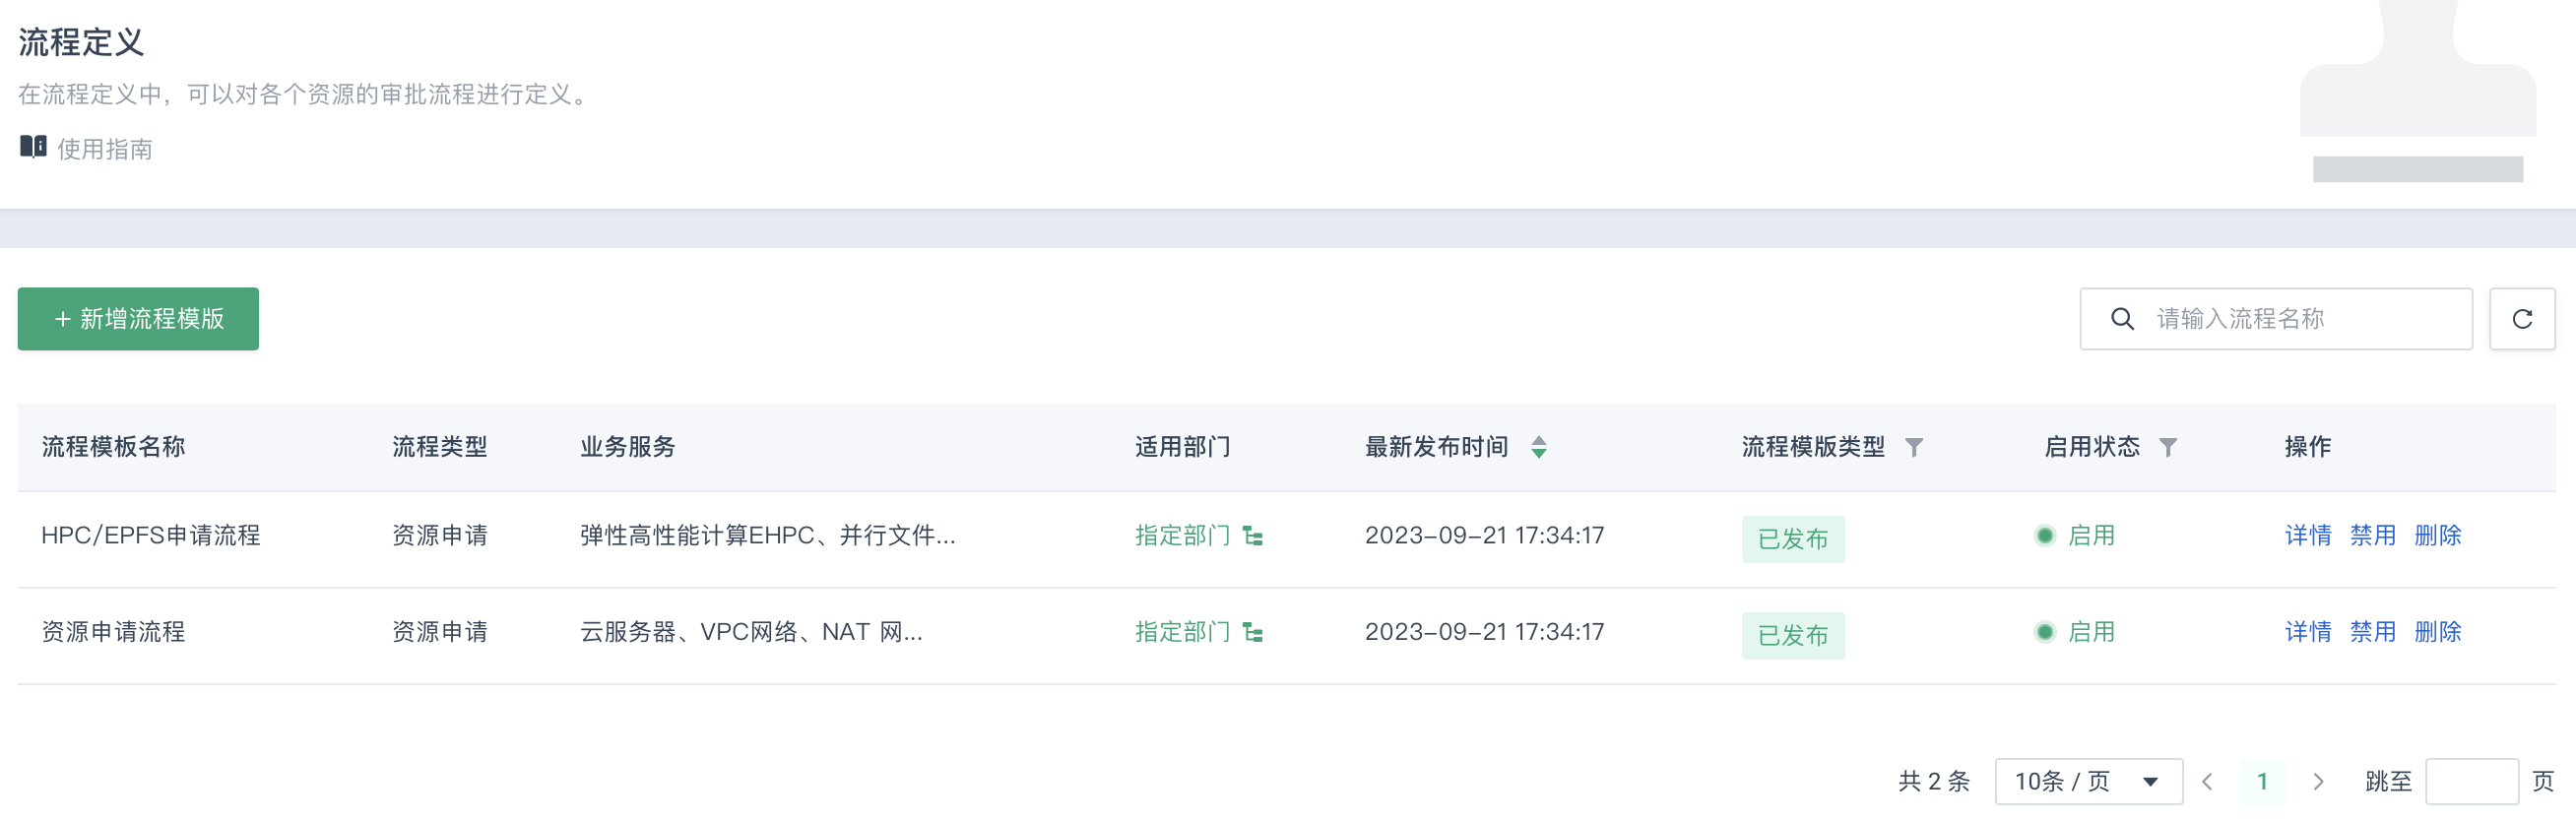 流程定义
在流程定义中，可以对各个资源的审批流程进行定义。
使用指南
+ 新增流程模版
请输入流程名称
流程模板名称 流程类型 业务服务 适用部门 最新发布时间 流程模版类型 启用状态 操作
HPC/EPFS申请流程 资源申请 弹性高性能计算EHPC、并行文件... 指定部门 2023-09-21 17:34:17 已发布 启用 详情 禁用 删除
资源申请流程 资源申请 云服务器、VPC网络、NAT 网... 指定部门 2023-09-21 17:34:17 已发布 启用 详情 禁用 删除
共 2 条 10条 / 页 1 跳至 页